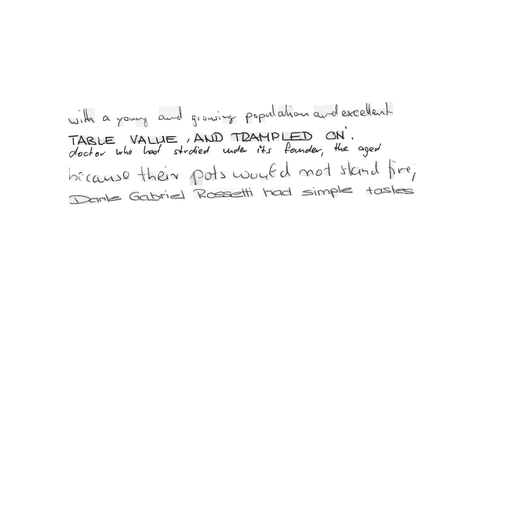 with a young and growing population and excellent
TABLE VALUE , AND TRAMPLED ON .
doctor who had studied under its founder, the aged
because their pots would not stand fire;
Dante Gabriel Rossetti had simple tastes